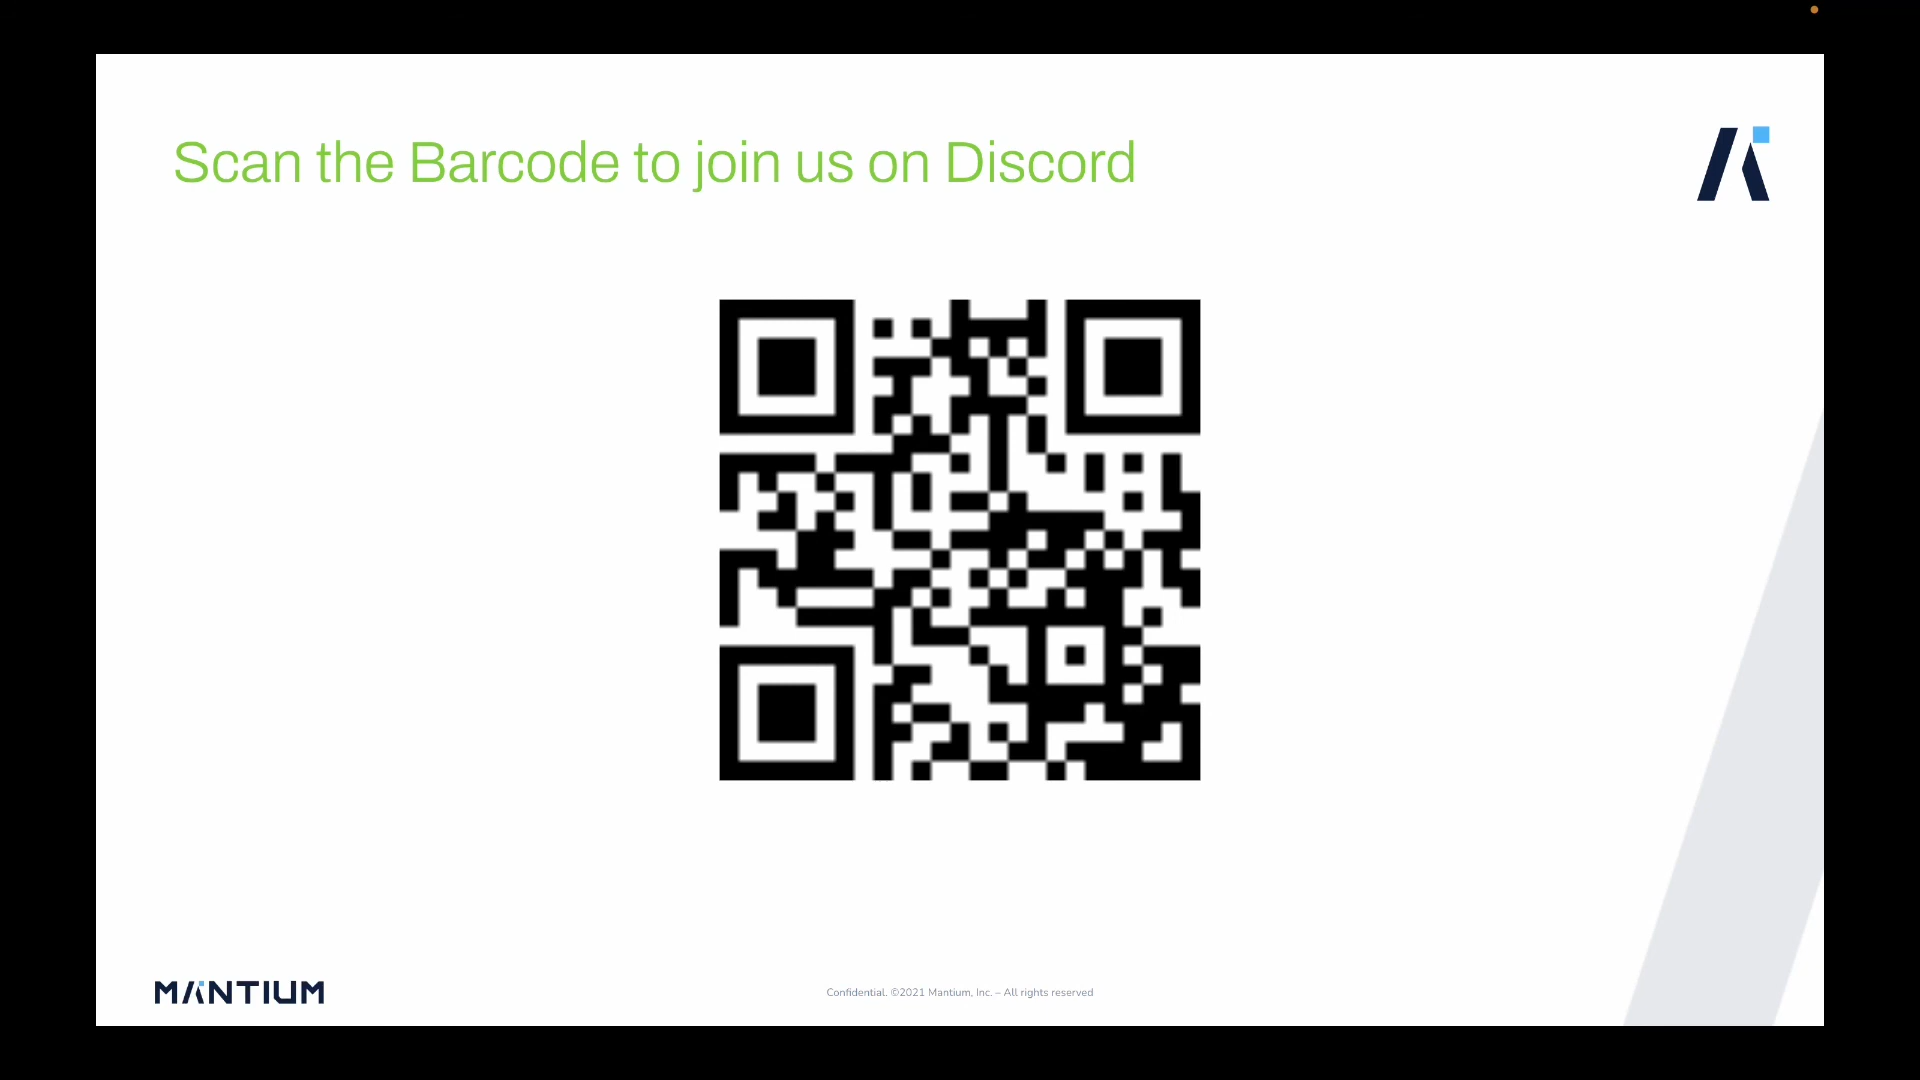 Scan the Barcode to join us on Discord
MANTIUM
Confidential. ©2021 Mantium, Inc. – All rights reserved